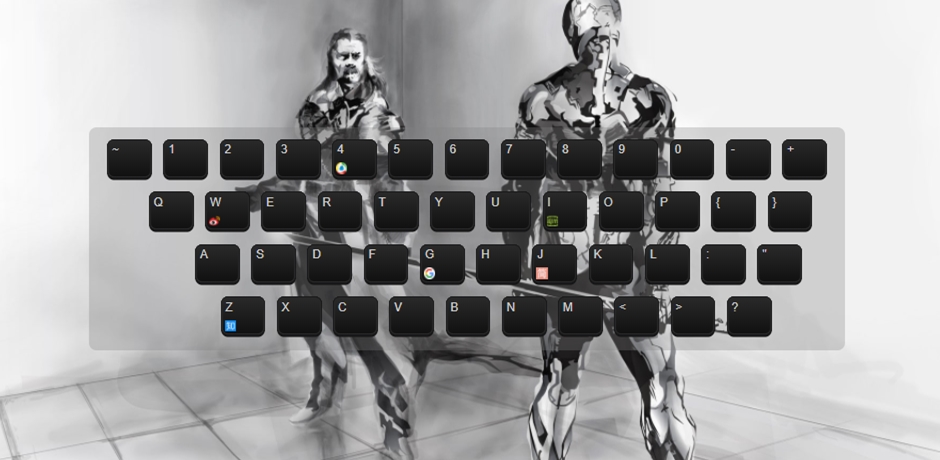 ~ 1 2 3 4 5 6 7 8 9 0 - +
Q W E R T Y U I O P { }
A S D F G H J K L : "
Z X C V B N M < > ?